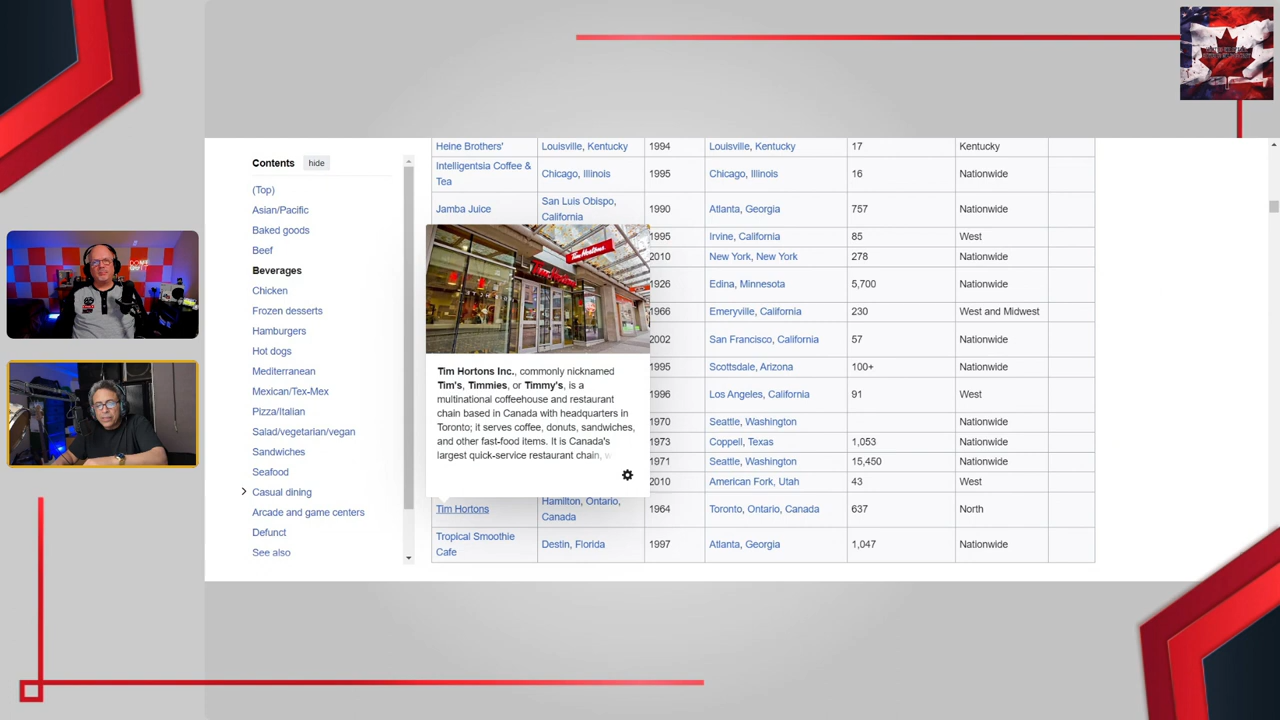 Contents hide
(Top)
Asian/Pacific
Baked goods
Beef
Beverages
Chicken
Frozen desserts
Hamburgers
Hot dogs
Mediterranean
Mexican/Tex-Mex
Pizza/Italian
Salad/vegetarian/vegan
Sandwiches
Seafood
Casual dining
Arcade and game centers
Defunct
See also
Heine Brothers' Louisville, Kentucky 1994 Louisville, Kentucky 17 Kentucky
Intelligentsia Coffee &
Tea Chicago, Illinois 1995 Chicago, Illinois 16 Nationwide
Jamba Juice San Luis Obispo,
California 1990 Atlanta, Georgia 757 Nationwide
1995 Irvine, California 85 West
2010 New York, New York 278 Nationwide
1926 Edina, Minnesota 5,700 Nationwide
1966 Emeryville, California 230 West and Midwest
2002 San Francisco, California 57 Nationwide
1995 Scottsdale, Arizona 100+ Nationwide
1996 Los Angeles, California 91 West
1970 Seattle, Washington Nationwide
1973 Coppell, Texas 1,053 Nationwide
1971 Seattle, Washington 15,450 Nationwide
2010 American Fork, Utah 43 West
Tim Hortons Hamilton, Ontario,
Canada 1964 Toronto, Ontario, Canada 637 North
Tropical Smoothie
Cafe Destin, Florida 1997 Atlanta, Georgia 1,047 Nationwide
Tim Hortons
Tim Hortons
Tim Hortons Inc., commonly nicknamed
Tim's, Timmies, or Timmy's, is a
multinational coffeehouse and restaurant
chain based in Canada with headquarters in
Toronto; it serves coffee, donuts, sandwiches,
and other fast-food items. It is Canada's
largest quick-service restaurant chain, w